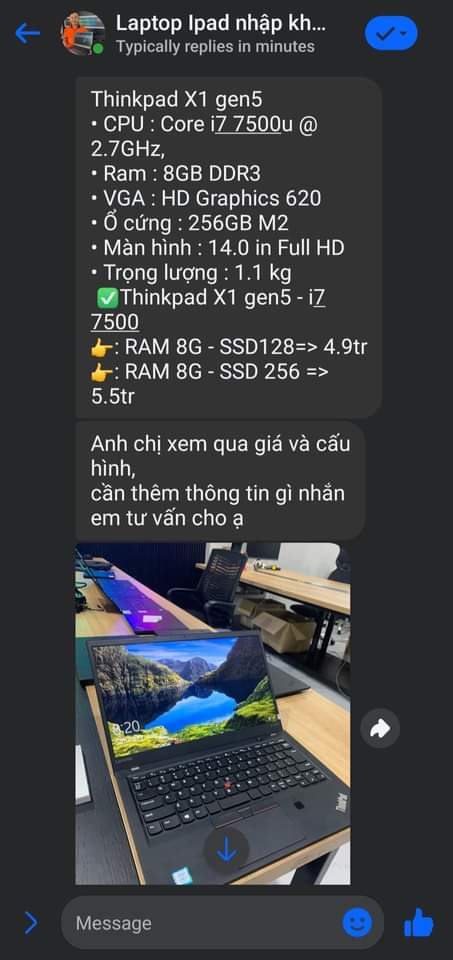 Laptop Ipad nhập kh...
Typically replies in minutes
Thinkpad X1 gen5
• CPU : Core i7 7500u @
2.7GHz,
• Ram : 8GB DDR3
• VGA : HD Graphics 620
• Ổ cứng : 256GB M2
• Màn hình : 14.0 in Full HD
• Trọng lượng : 1.1 kg
✅Thinkpad X1 gen5 - i7
7500
👉: RAM 8G - SSD128=> 4.9tr
👉: RAM 8G - SSD 256 =>
5.5tr
Anh chị xem qua giá và cấu
hình,
cần thêm thông tin gì nhắn
em tư vấn cho ạ
8:20
ThinkPad
Message